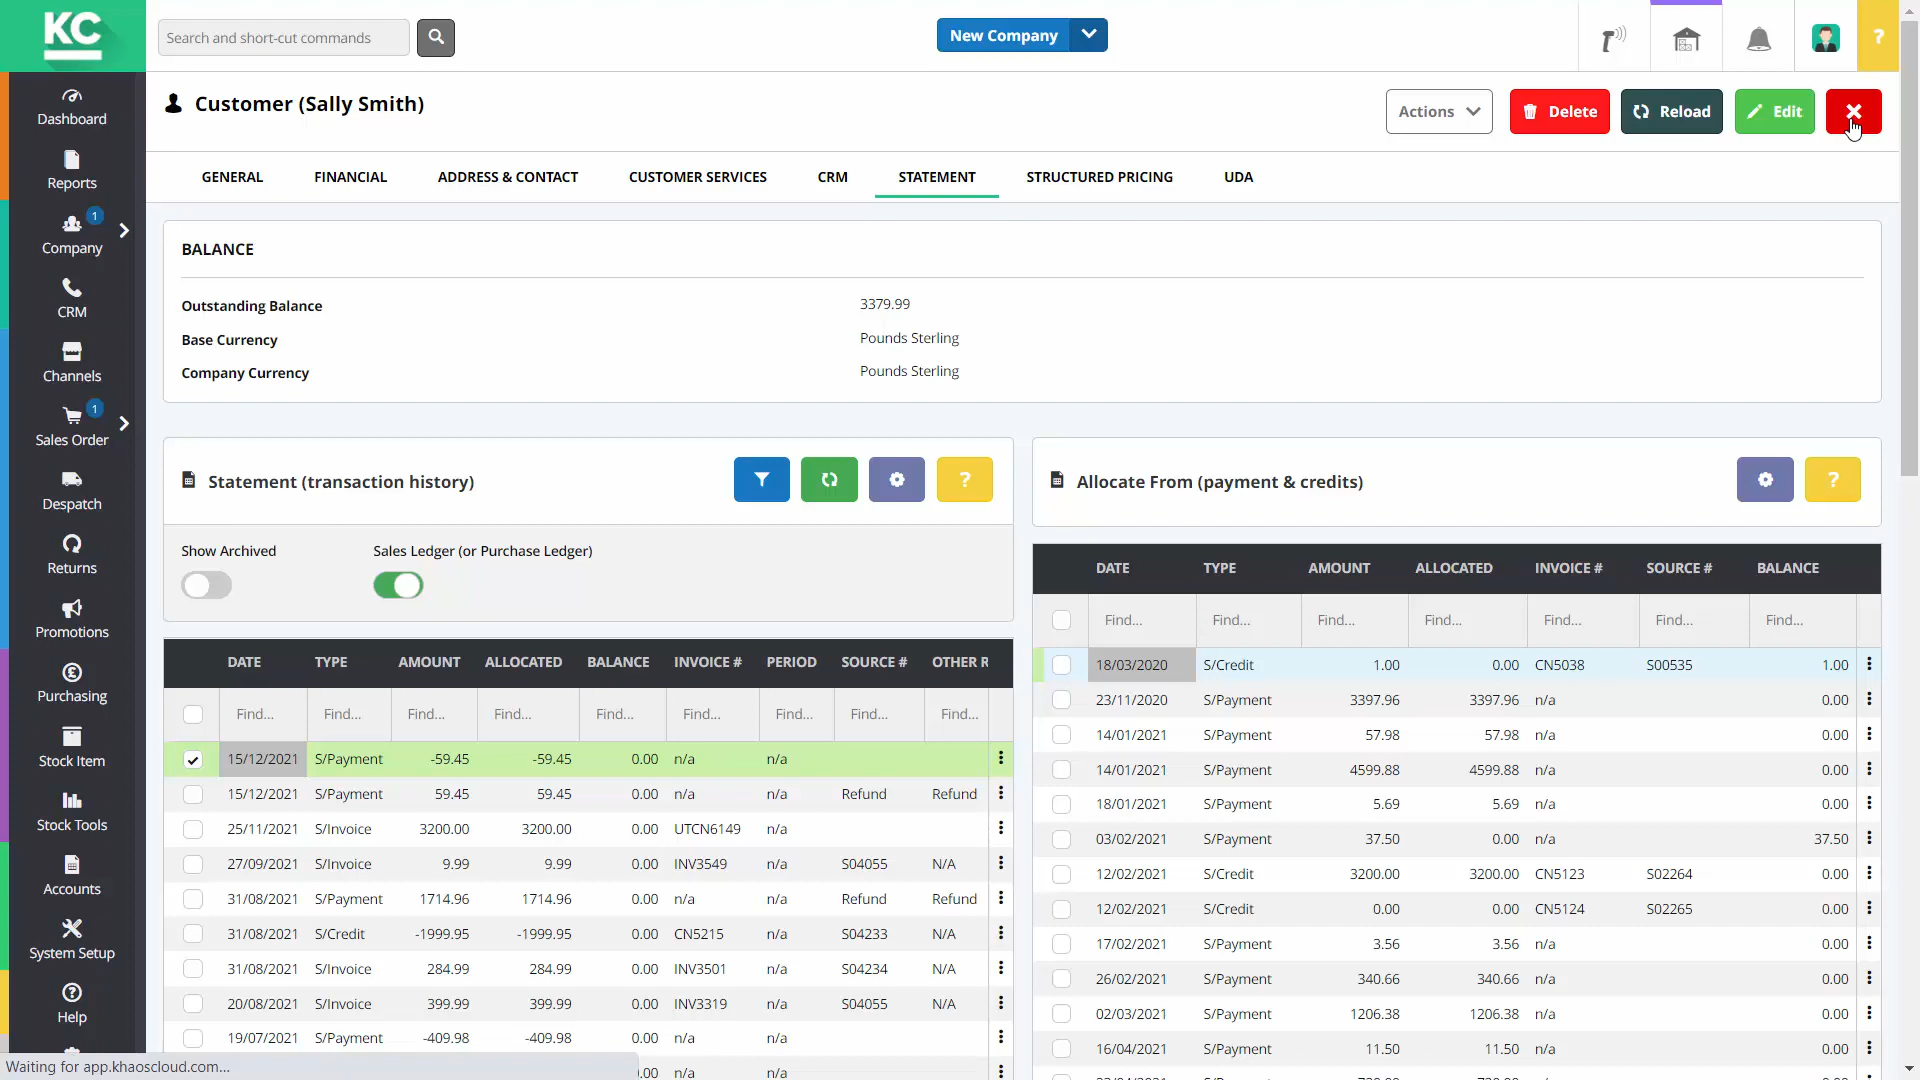 KC
Search and short-cut commands
New Company
?
Dashboard
Reports
1
Company
CRM
Channels
1
Sales Order
Despatch
Returns
Promotions
Purchasing
Stock Item
Stock Tools
Accounts
System Setup
Help
Customer (Sally Smith)
Actions
Delete
Reload
Edit
GENERAL FINANCIAL ADDRESS & CONTACT CUSTOMER SERVICES CRM STATEMENT STRUCTURED PRICING UDA
BALANCE
Outstanding Balance 3379.99
Base Currency Pounds Sterling
Company Currency Pounds Sterling
Statement (transaction history)
?
Show Archived Sales Ledger (or Purchase Ledger)
DATE TYPE AMOUNT ALLOCATED BALANCE INVOICE # PERIOD SOURCE # OTHER R
Find... Find... Find... Find... Find... Find... Find... Find... Find...
15/12/2021 S/Payment -59.45 -59.45 0.00 n/a n/a
15/12/2021 S/Payment 59.45 59.45 0.00 n/a n/a Refund Refund
25/11/2021 S/Invoice 3200.00 3200.00 0.00 UTCN6149 n/a
27/09/2021 S/Invoice 9.99 9.99 0.00 INV3549 n/a S04055 N/A
31/08/2021 S/Payment 1714.96 1714.96 0.00 n/a n/a Refund Refund
31/08/2021 S/Credit -1999.95 -1999.95 0.00 CN5215 n/a S04233 N/A
31/08/2021 S/Invoice 284.99 284.99 0.00 INV3501 n/a S04234 N/A
20/08/2021 S/Invoice 399.99 399.99 0.00 INV3319 n/a S04055 N/A
19/07/2021 S/Payment -409.98 -409.98 0.00 n/a n/a
.00 n/a n/a
Allocate From (payment & credits)
?
DATE TYPE AMOUNT ALLOCATED INVOICE # SOURCE # BALANCE
Find... Find... Find... Find... Find... Find... Find...
18/03/2020 S/Credit 1.00 0.00 CN5038 S00535 1.00
23/11/2020 S/Payment 3397.96 3397.96 n/a 0.00
14/01/2021 S/Payment 57.98 57.98 n/a 0.00
14/01/2021 S/Payment 4599.88 4599.88 n/a 0.00
18/01/2021 S/Payment 5.69 5.69 n/a 0.00
03/02/2021 S/Payment 37.50 0.00 n/a 37.50
12/02/2021 S/Credit 3200.00 3200.00 CN5123 S02264 0.00
12/02/2021 S/Credit 0.00 0.00 CN5124 S02265 0.00
17/02/2021 S/Payment 3.56 3.56 n/a 0.00
26/02/2021 S/Payment 340.66 340.66 n/a 0.00
02/03/2021 S/Payment 1206.38 1206.38 n/a 0.00
16/04/2021 S/Payment 11.50 11.50 n/a 0.00
Waiting for app.khaoscloud.com...